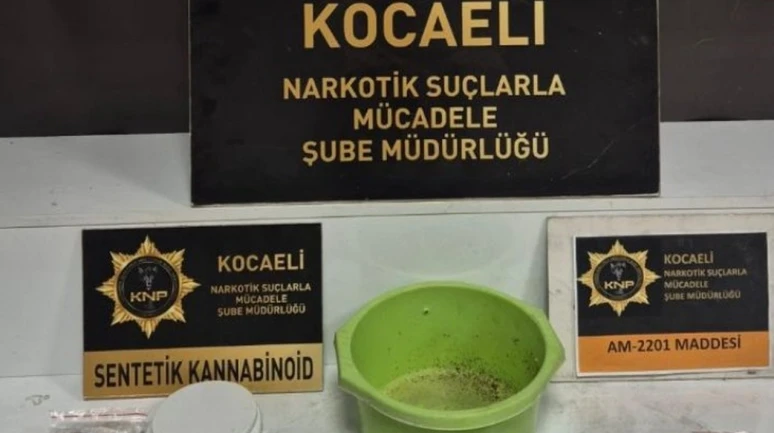 KOCAELİ
NARKOTİK SUÇLARLA
MÜCADELE
ŞUBE MÜDÜRLÜĞÜ
KNP
KOCAELİ
NARKOTİK SUÇLARLA
MÜCADELE
ŞUBE MÜDÜRLÜĞÜ
SENTETİK KANNABİNOİD
KNP
KOCAELİ
NARKOTİK SUÇLARLA
MÜCADELE
ŞUBE MÜDÜRLÜĞÜ
AM-2201 MADDESİ